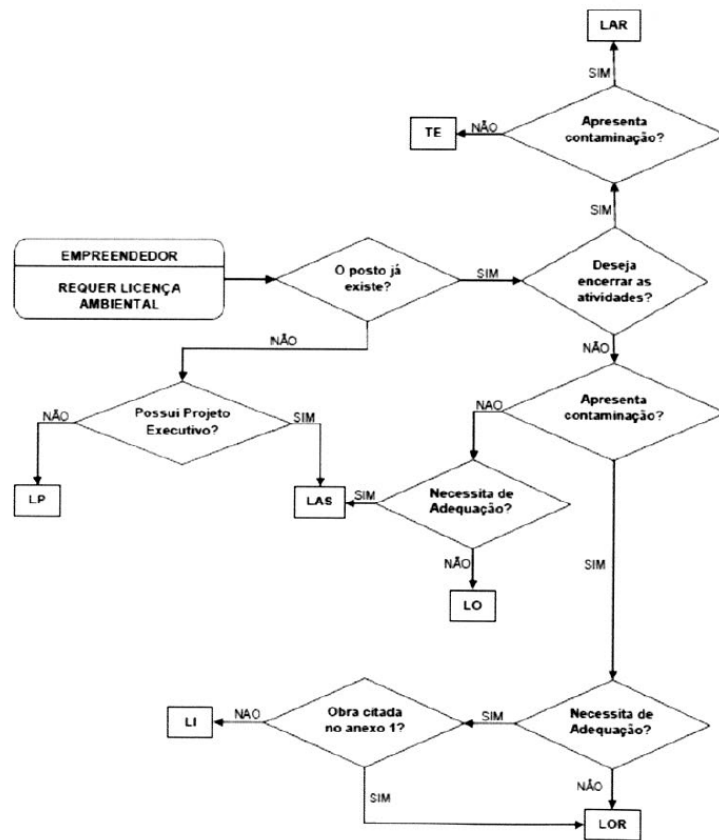 LAR
SIM
Apresenta
contaminação?
NÃO
TE
SIM
EMPREENDEDOR
REQUER LICENÇA
AMBIENTAL
O posto já
existe?
SIM
Deseja
encerrar as
atividades?
NÃO
NÃO
Possui Projeto
Executivo?
NÃO
SIM
LP
LAS
Apresenta
contaminação?
NAO
Necessita de
Adequação?
SIM
NÃO
LO
SIM
Necessita de
Adequação?
SIM
Obra citada
no anexo 1?
NAO
LI
SIM
NÃO
LOR